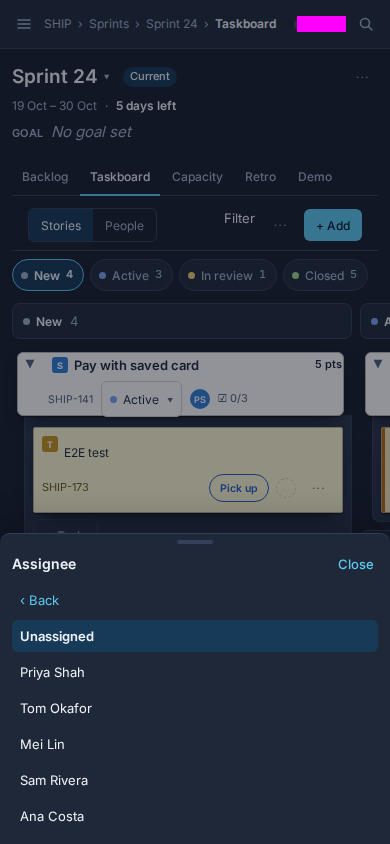 SHIP › Sprints › Sprint 24 › Taskboard
Sprint 24 ▾ Current ...
19 Oct – 30 Oct · 5 days left
GOAL No goal set
Backlog Taskboard Capacity Retro Demo
Stories People Filter ... + Add
New 4 Active 3 In review 1 Closed 5
New 4 A
▼ S Pay with saved card 5 pts ▼
SHIP-141 Active ▾ PS ☑ 0/3
T E2E test
SHIP-173 Pick up ...
Assignee Close
‹ Back
Unassigned
Priya Shah
Tom Okafor
Mei Lin
Sam Rivera
Ana Costa